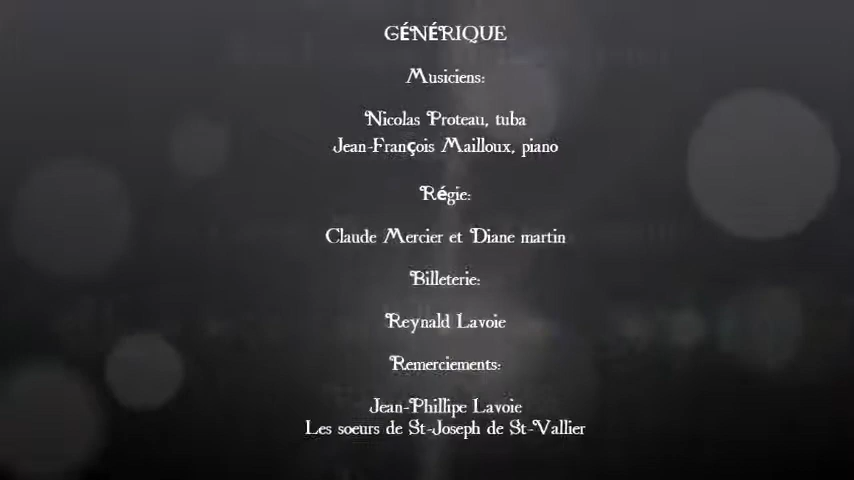 GÉNÉRIQUE
Musiciens:
Nicolas Proteau, tuba
Jean-François Mailloux, piano
Régie:
Claude Mercier et Diane martin
Billeterie:
Reynald Lavoie
Remerciements:
Jean-Phillipe Lavoie
Les soeurs de St-Joseph de St-Vallier